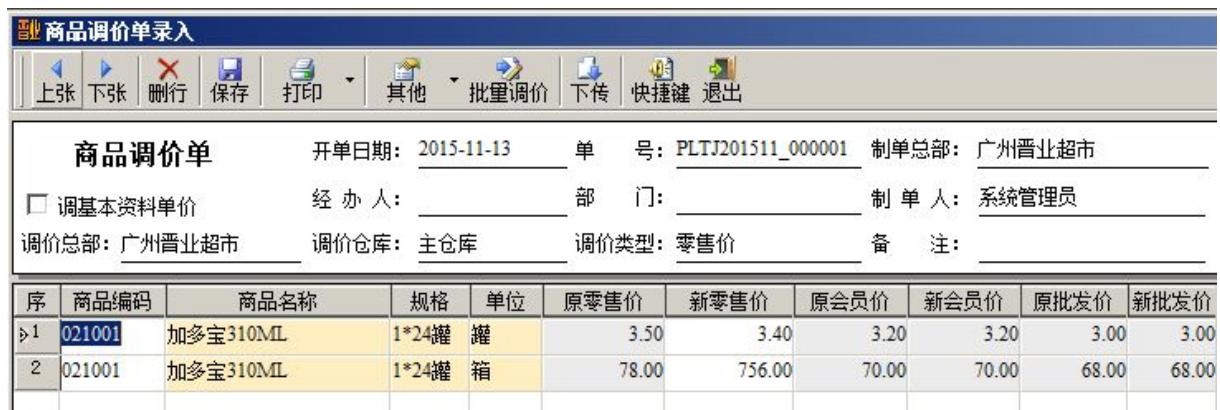 商品调价单录入
上张 下张 删行 保存 打印 其他 批量调价 下传 快捷键 退出
商品调价单 开单日期: 2015-11-13 单 号: PLTJ201511_000001 制单总部: 广州晋业超市
调基本资料单价 经 办 人: 部 门: 制 单 人: 系统管理员
调价总部: 广州晋业超市 调价仓库: 主仓库 调价类型: 零售价 备 注:
序 商品编码 商品名称 规格 单位 原零售价 新零售价 原会员价 新会员价 原批发价 新批发价
1 021001 加多宝310ML 1*24罐 罐 3.50 3.40 3.20 3.20 3.00 3.00
2 021001 加多宝310ML 1*24罐 箱 78.00 756.00 70.00 70.00 68.00 68.00